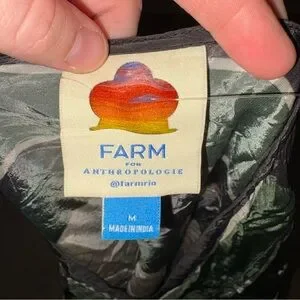 FARM
FOR
ANTHROPOLOGIE
@farmrio
M
MADE IN INDIA